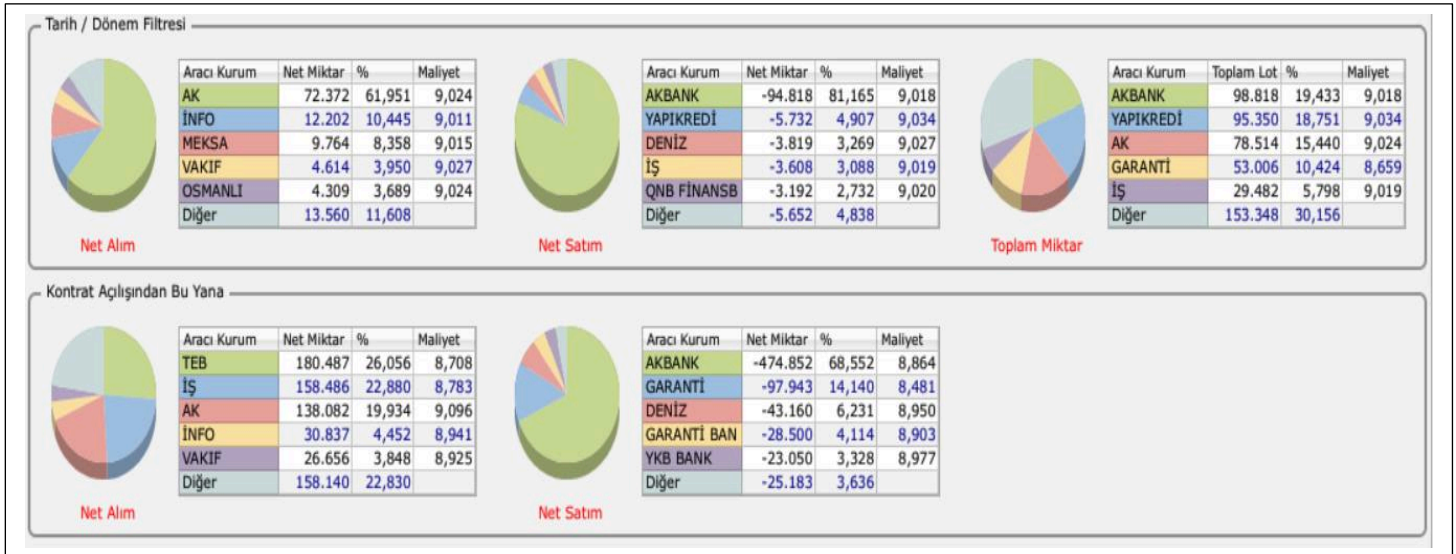 Tarih / Dönem Filtresi
Aracı Kurum Net Miktar % Maliyet
AK 72.372 61,951 9,024
İNFO 12.202 10,445 9,011
MEKSA 9.764 8,358 9,015
VAKIF 4.614 3,950 9,027
OSMANLI 4.309 3,689 9,024
Diğer 13.560 11,608
Net Alım
Aracı Kurum Net Miktar % Maliyet
AKBANK -94.818 81,165 9,018
YAPIKREDİ -5.732 4,907 9,034
DENİZ -3.819 3,269 9,027
İŞ -3.608 3,088 9,019
QNB FİNANSB -3.192 2,732 9,020
Diğer -5.652 4,838
Net Satım
Aracı Kurum Toplam Lot % Maliyet
AKBANK 98.818 19,433 9,018
YAPIKREDİ 95.350 18,751 9,034
AK 78.514 15,440 9,024
GARANTİ 53.006 10,424 8,659
İŞ 29.482 5,798 9,019
Diğer 153.348 30,156
Toplam Miktar
Kontrat Açılışından Bu Yana
Aracı Kurum Net Miktar % Maliyet
TEB 180.487 26,056 8,708
İŞ 158.486 22,880 8,783
AK 138.082 19,934 9,096
İNFO 30.837 4,452 8,941
VAKIF 26.656 3,848 8,925
Diğer 158.140 22,830
Net Alım
Aracı Kurum Net Miktar % Maliyet
AKBANK -474.852 68,552 8,864
GARANTİ -97.943 14,140 8,481
DENİZ -43.160 6,231 8,950
GARANTİ BAN -28.500 4,114 8,903
YKB BANK -23.050 3,328 8,977
Diğer -25.183 3,636
Net Satım